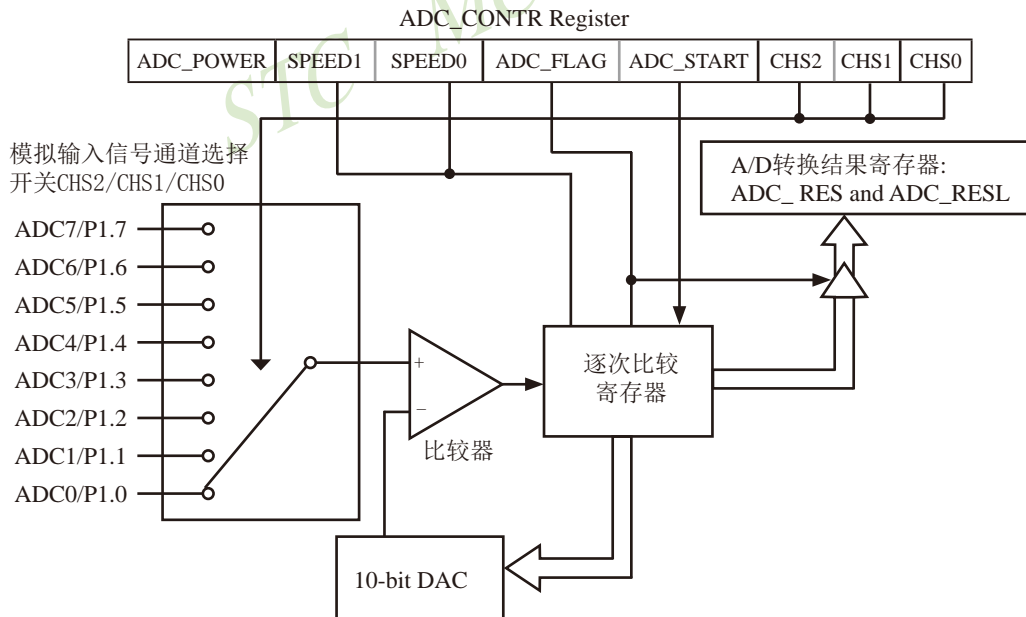 ADC_CONTR Register
ADC_POWER SPEED1 SPEED0 ADC_FLAG ADC_START CHS2 CHS1 CHS0
STC MC
模拟输入信号通道选择
开关CHS2/CHS1/CHS0
A/D转换结果寄存器:
ADC_ RES and ADC_RESL
ADC7/P1.7
ADC6/P1.6
ADC5/P1.5
ADC4/P1.4
ADC3/P1.3
ADC2/P1.2
ADC1/P1.1
ADC0/P1.0
+
−
比较器
逐次比较
寄存器
10-bit DAC